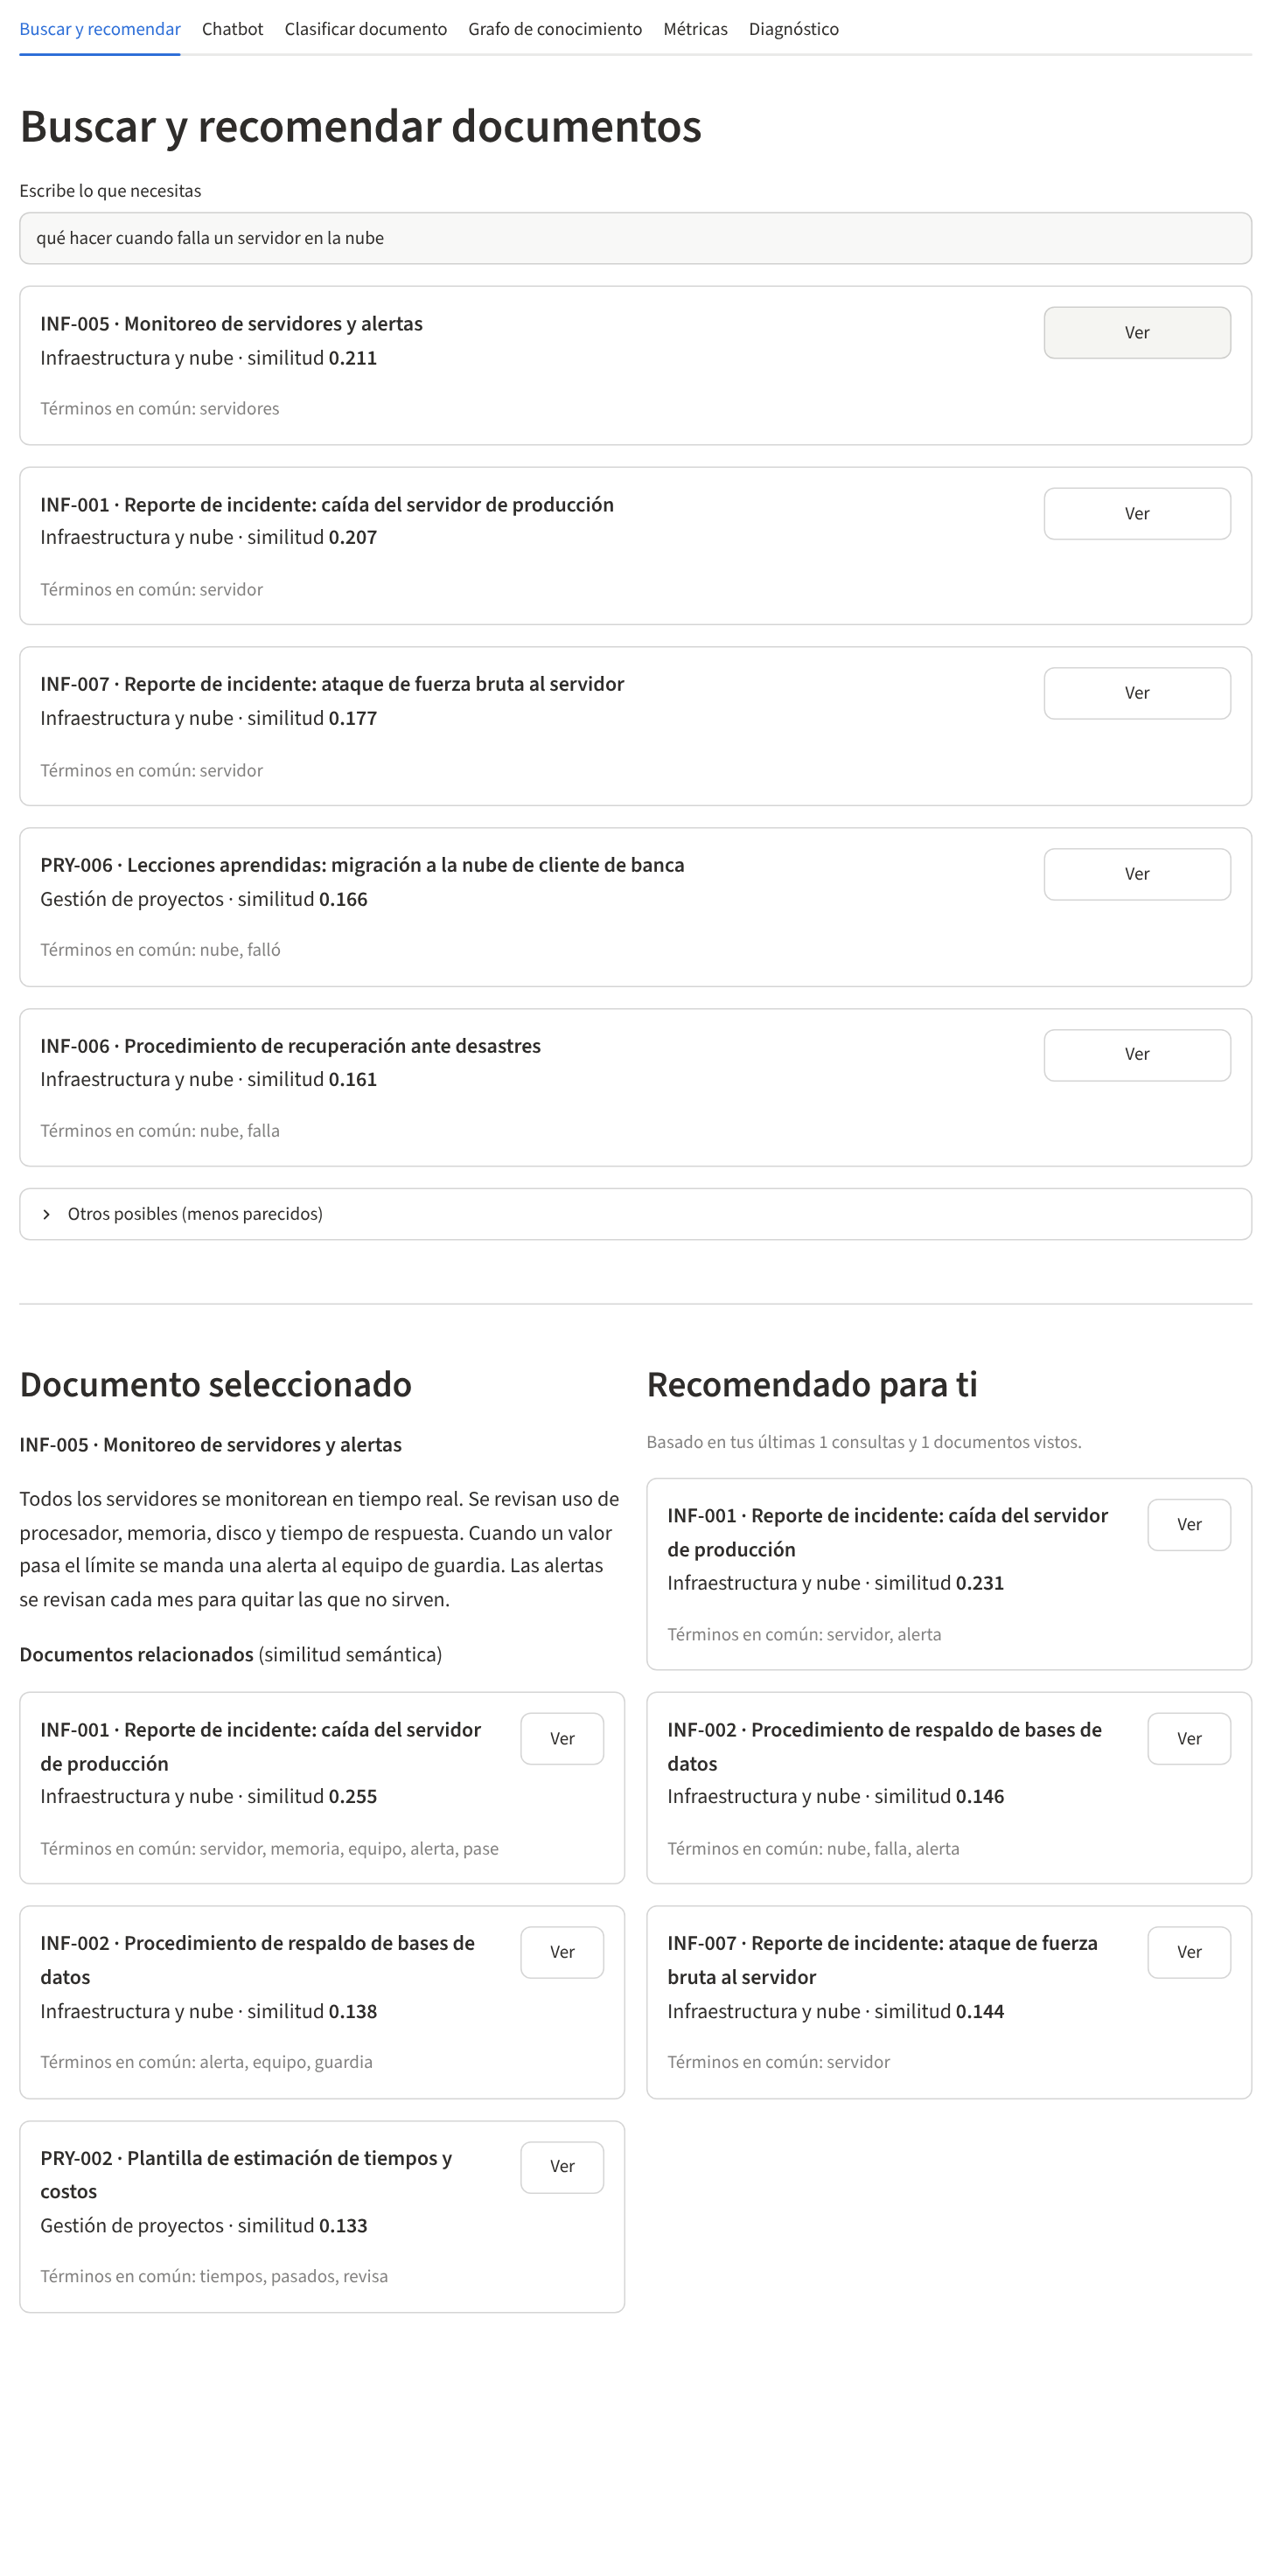 Buscar y recomendar
Chatbot
Clasificar documento
Grafo de conocimiento
Métricas
Diagnóstico
Buscar y recomendar documentos
Escribe lo que necesitas
qué hacer cuando falla un servidor en la nube
INF-005 · Monitoreo de servidores y alertas
Ver
Infraestructura y nube · similitud 0.211
Términos en común: servidores
INF-001 · Reporte de incidente: caída del servidor de producción
Ver
Infraestructura y nube · similitud 0.207
Términos en común: servidor
INF-007 · Reporte de incidente: ataque de fuerza bruta al servidor
Ver
Infraestructura y nube · similitud 0.177
Términos en común: servidor
PRY-006 · Lecciones aprendidas: migración a la nube de cliente de banca
Ver
Gestión de proyectos · similitud 0.166
Términos en común: nube, falló
INF-006 · Procedimiento de recuperación ante desastres
Ver
Infraestructura y nube · similitud 0.161
Términos en común: nube, falla
Otros posibles (menos parecidos)
Documento seleccionado
INF-005 · Monitoreo de servidores y alertas
Todos los servidores se monitorean en tiempo real. Se revisan uso de
procesador, memoria, disco y tiempo de respuesta. Cuando un valor
pasa el límite se manda una alerta al equipo de guardia. Las alertas
se revisan cada mes para quitar las que no sirven.
Documentos relacionados (similitud semántica)
INF-001 · Reporte de incidente: caída del servidor
de producción
Ver
Infraestructura y nube · similitud 0.255
Términos en común: servidor, memoria, equipo, alerta, pase
INF-002 · Procedimiento de respaldo de bases de
datos
Ver
Infraestructura y nube · similitud 0.138
Términos en común: alerta, equipo, guardia
PRY-002 · Plantilla de estimación de tiempos y
costos
Ver
Gestión de proyectos · similitud 0.133
Términos en común: tiempos, pasados, revisa
Recomendado para ti
Basado en tus últimas 1 consultas y 1 documentos vistos.
INF-001 · Reporte de incidente: caída del servidor
de producción
Ver
Infraestructura y nube · similitud 0.231
Términos en común: servidor, alerta
INF-002 · Procedimiento de respaldo de bases de
datos
Ver
Infraestructura y nube · similitud 0.146
Términos en común: nube, falla, alerta
INF-007 · Reporte de incidente: ataque de fuerza
bruta al servidor
Ver
Infraestructura y nube · similitud 0.144
Términos en común: servidor